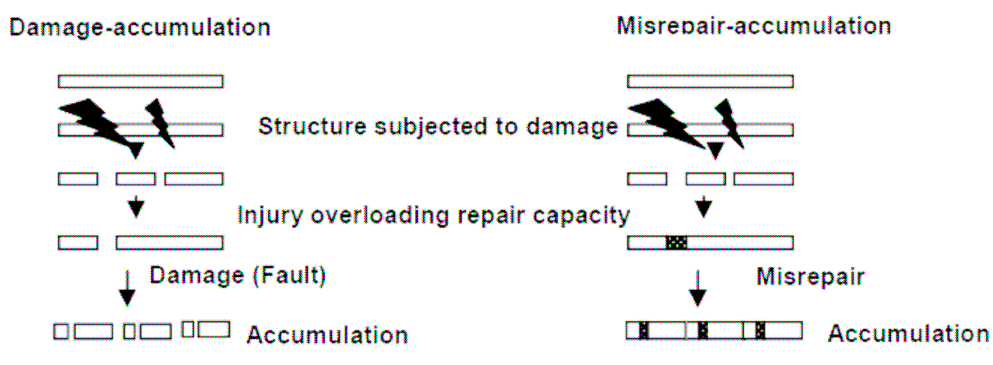 Damage-accumulation
Misrepair-accumulation
Structure subjected to damage
Injury overloading repair capacity
Damage (Fault)
Misrepair
Accumulation
Accumulation